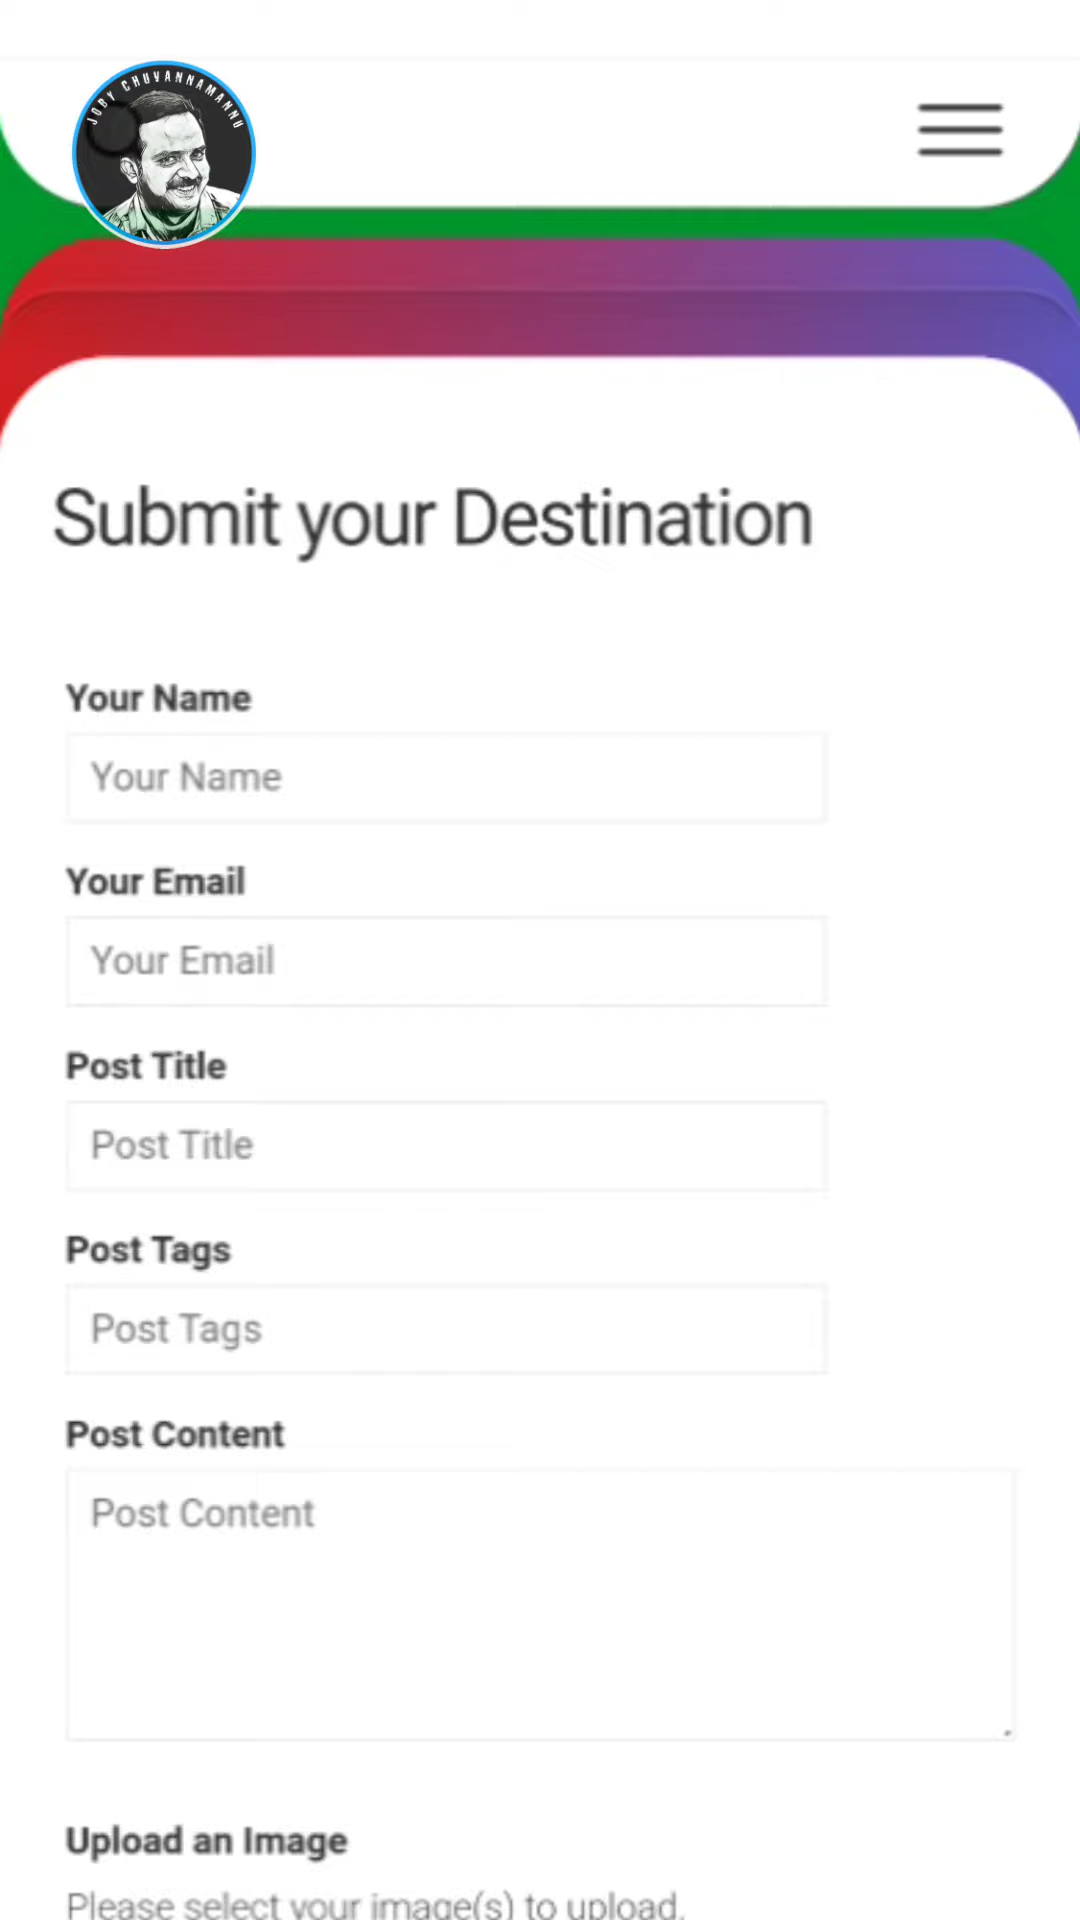 JOBY CHUYANNAMANNU
Submit your Destination
Your Name
Your Name
Your Email
Your Email
Post Title
Post Title
Post Tags
Post Tags
Post Content
Post Content
Upload an Image
Please select your image(s) to upload.